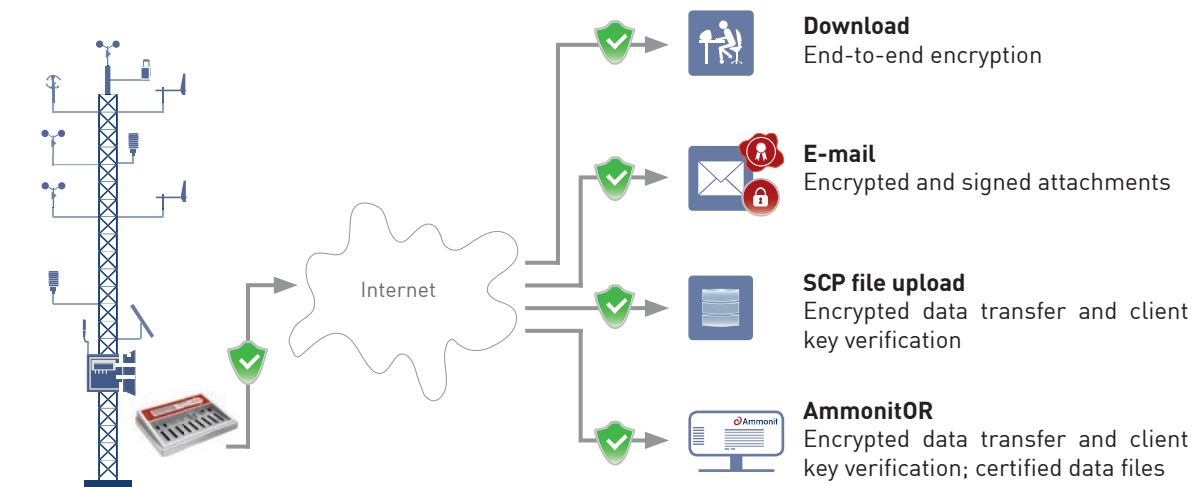 Download
End-to-end encryption
E-mail
Encrypted and signed attachments
Internet
SCP file upload
Encrypted data transfer and client
key verification
AmmonitOR
Ammonit
Encrypted data transfer and client
key verification; certified data files